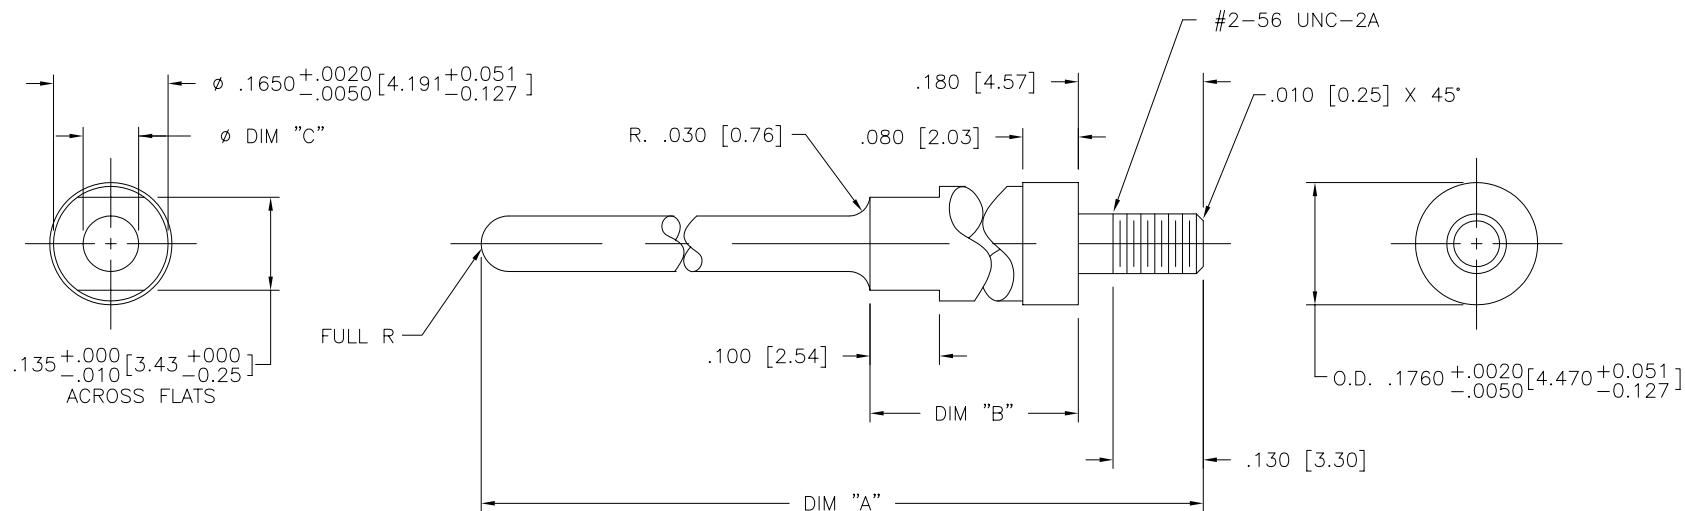 #2-56 UNC-2A
ø .1650 +.0020 -.0050 [4.191 +0.051 -0.127]
.180 [4.57]
.010 [0.25] X 45°
ø DIM "C"
R. .030 [0.76]
.080 [2.03]
FULL R
.135 +.000 -.010 [3.43 +000 -0.25]
ACROSS FLATS
.100 [2.54]
O.D. .1760 +.0020 -.0050 [4.470 +0.051 -0.127]
DIM "B"
.130 [3.30]
DIM "A"